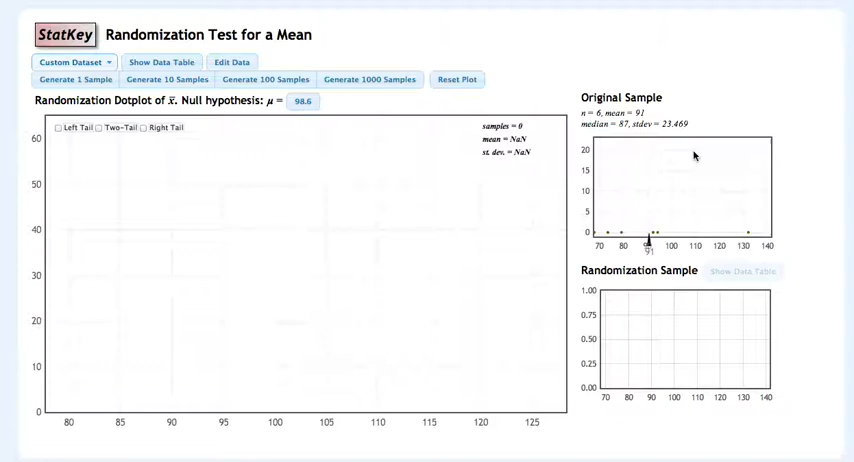 StatKey Randomization Test for a Mean
Custom Dataset Show Data Table Edit Data
Generate 1 Sample Generate 10 Samples Generate 100 Samples Generate 1000 Samples Reset Plot
Randomization Dotplot of x̄. Null hypothesis: μ = 98.6
Left Tail Two-Tail Right Tail
samples = 0
mean = NaN
st. dev. = NaN
60
50
40
30
20
10
0
80 85 90 95 100 105 110 115 120 125
Original Sample
n = 6, mean = 91
median = 87, stdev = 23.469
20
15
10
5
0
70 80 91 100 110 120 130 140
Randomization Sample Show Data Table
1.00
0.75
0.50
0.25
0.00
70 80 90 100 110 120 130 140